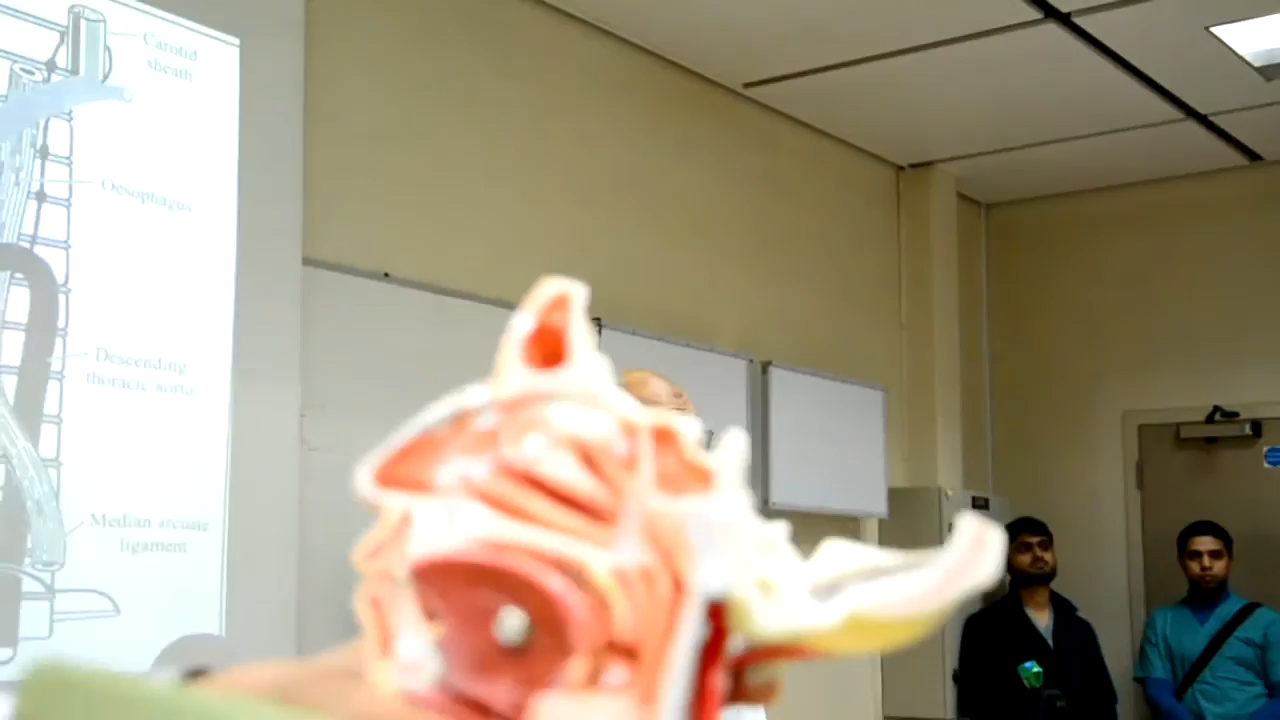 Carotid
sheath
Oesophagus
Descending
thoracic aorta
Median arcuate
ligament